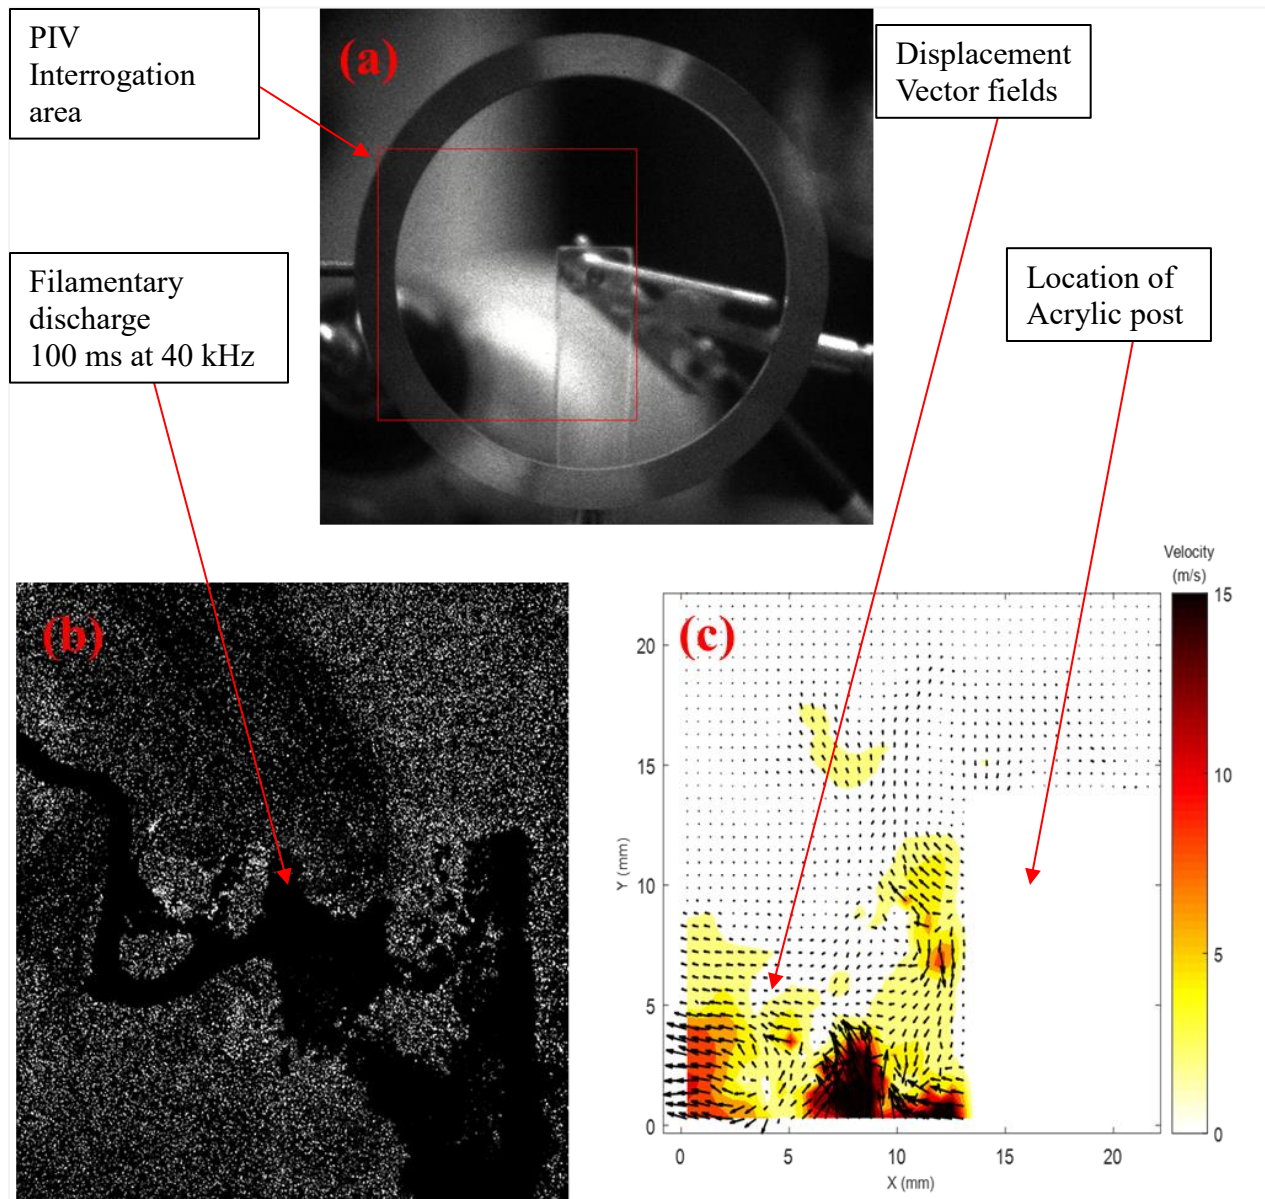 PIV
Interrogation
area
(a)
Displacement
Vector fields
Filamentary
discharge
100 ms at 40 kHz
Location of
Acrylic post
(b)
(c)
Velocity
(m/s)
15
10
5
0
20
15
10
5
0
Y (mm)
0
5
10
15
20
X (mm)